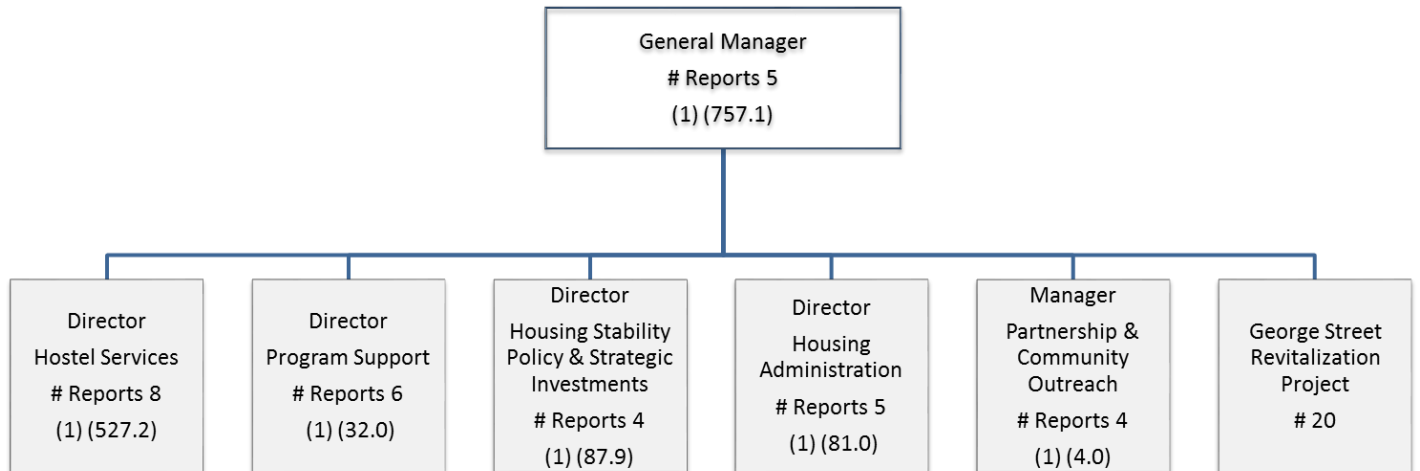 General Manager
# Reports 5
(1) (757.1)
Director
Hostel Services
# Reports 8
(1) (527.2)
Director
Program Support
# Reports 6
(1) (32.0)
Director
Housing Stability
Policy & Strategic
Investments
# Reports 4
(1) (87.9)
Director
Housing
Administration
# Reports 5
(1) (81.0)
Manager
Partnership &
Community
Outreach
# Reports 4
(1) (4.0)
George Street
Revitalization
Project
# 20